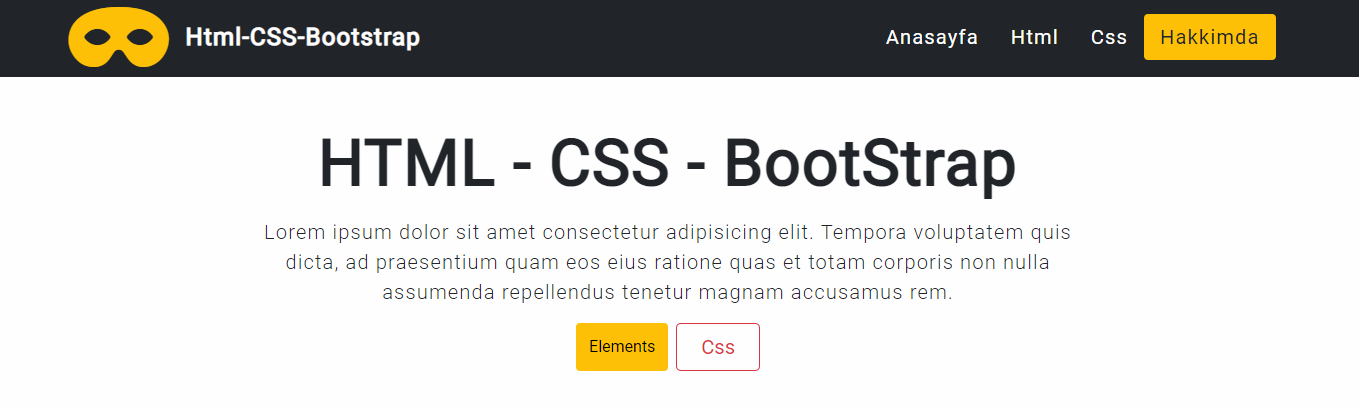 Html-CSS-Bootstrap
Anasayfa Html Css Hakkimda
HTML - CSS - BootStrap
Lorem ipsum dolor sit amet consectetur adipisicing elit. Tempora voluptatem quis
dicta, ad praesentium quam eos eius ratione quas et totam corporis non nulla
assumenda repellendus tenetur magnam accusamus rem.
Elements Css